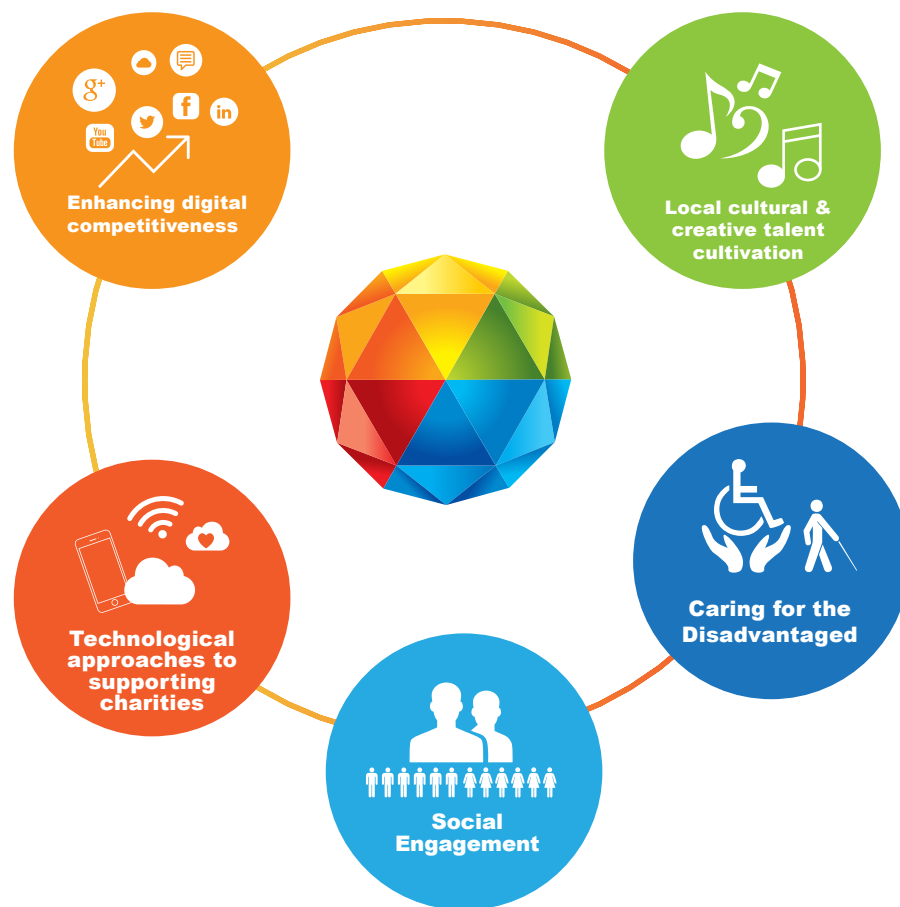 g+
f
in
You
Tube
Enhancing digital
competitiveness
Local cultural &
creative talent
cultivation
Technological
approaches to
supporting
charities
Caring for the
Disadvantaged
Social
Engagement